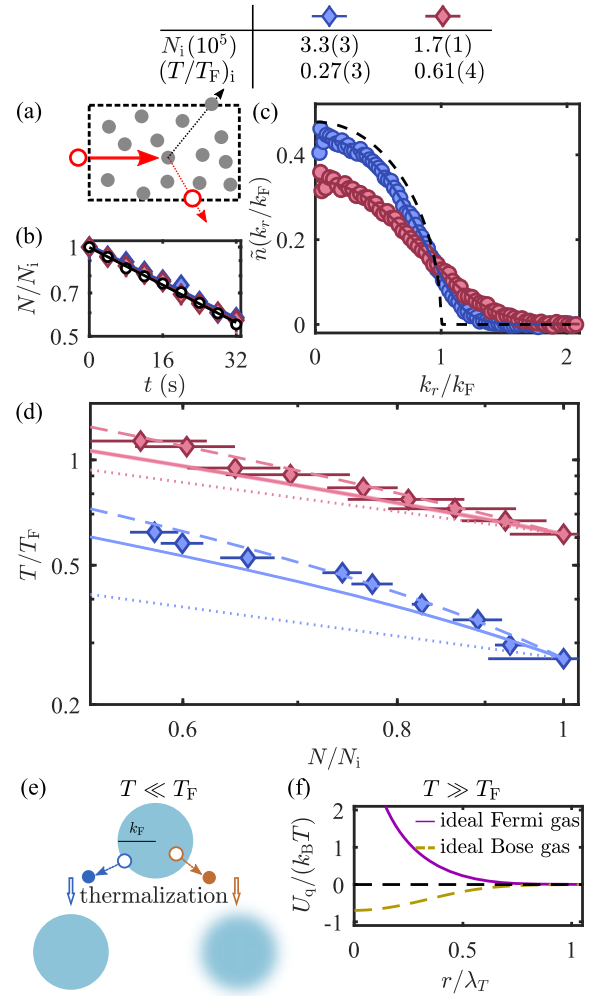 N_i(10^5) 3.3(3) 1.7(1)
(T/T_F)_i 0.27(3) 0.61(4)
(a)
(b)
N/N_i
1
0.7
0.5
0 16 32
t (s)
(c)
ñ(k_r/k_F)
0.4
0.2
0
0 1 2
k_r/k_F
(d)
T/T_F
1
0.5
0.2
0.6 0.8 1
N/N_i
(e) T ≪ T_F
k_F
thermalization
(f) T ≫ T_F
U_q/(k_BT)
2
1
0
-1
ideal Fermi gas
ideal Bose gas
0 0.5 1
r/λ_T